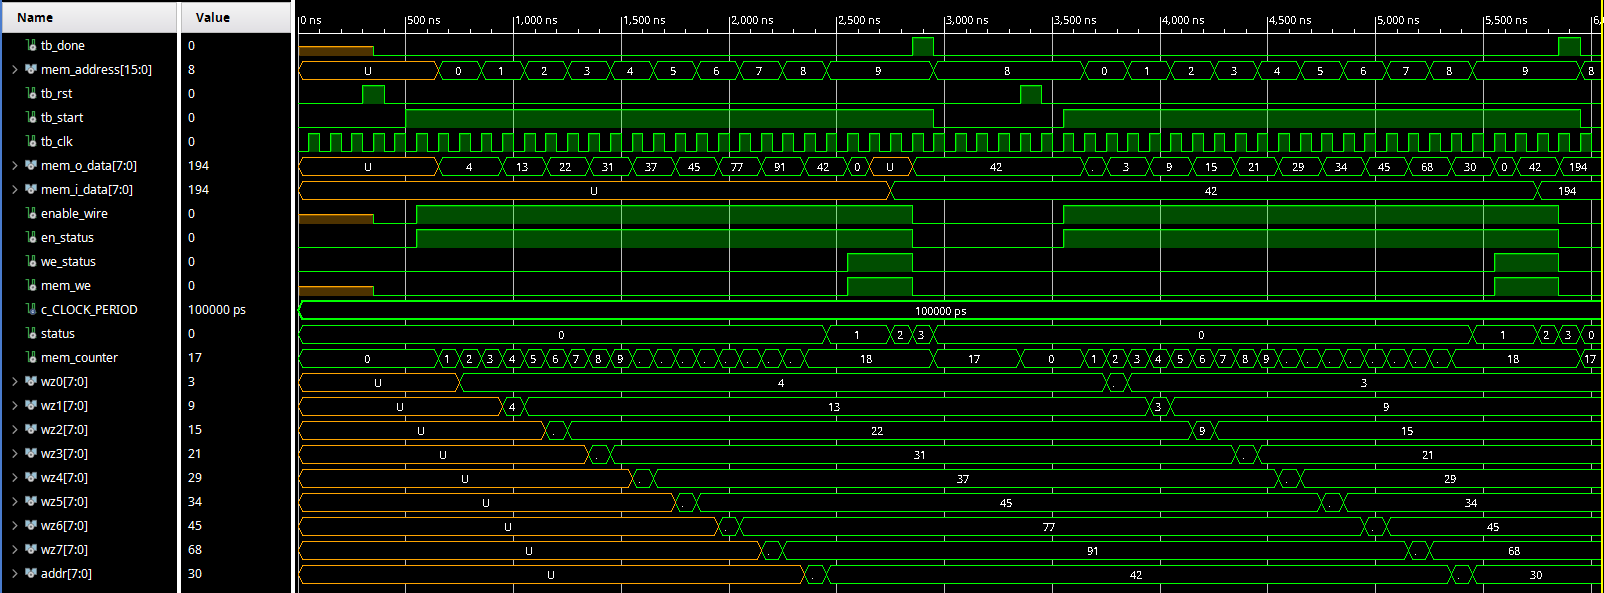 Name Value 0 ns 500 ns 1,000 ns 1,500 ns 2,000 ns 2,500 ns 3,000 ns 3,500 ns 4,000 ns 4,500 ns 5,000 ns 5,500 ns 6,
tb_done 0
mem_address[15:0] 8 U 0 1 2 3 4 5 6 7 8 9 8 0 1 2 3 4 5 6 7 8 9 8
tb_rst 0
tb_start 0
tb_clk 0
mem_o_data[7:0] 194 U 4 13 22 31 37 45 77 91 42 0 U 42 . 3 9 15 21 29 34 45 68 30 0 42 194
mem_i_data[7:0] 194 U 42 194
enable_wire 0
en_status 0
we_status 0
mem_we 0
c_CLOCK_PERIOD 100000 ps 100000 ps
status 0 0 1 2 3 0 1 2 3 0
mem_counter 17 0 1 2 3 4 5 6 7 8 9 . . . . . . . . 18 17 0 1 2 3 4 5 6 7 8 9 . . . . . . . . 18 17
wz0[7:0] 3 U 4 . 3
wz1[7:0] 9 U 4 13 3 9
wz2[7:0] 15 U . 22 9 15
wz3[7:0] 21 U . 31 . 21
wz4[7:0] 29 U . 37 . 29
wz5[7:0] 34 U . 45 . 34
wz6[7:0] 45 U . 77 . 45
wz7[7:0] 68 U . 91 . 68
addr[7:0] 30 U . 42 . 30